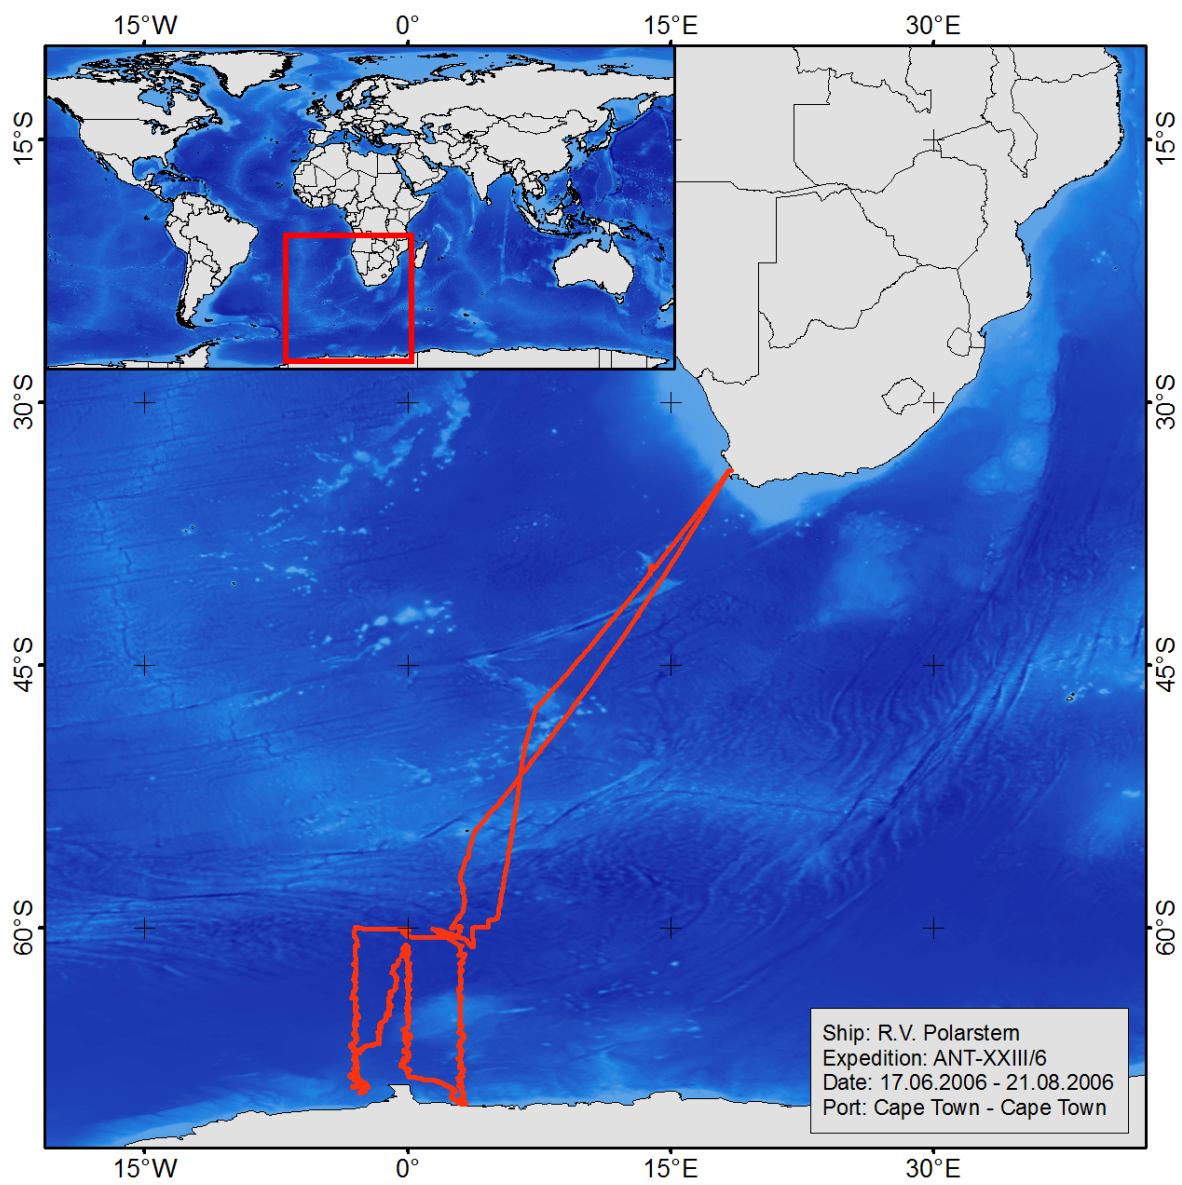 15°W 0° 15°E 30°E
15°S 15°S
30°S 30°S
45°S 45°S
60°S 60°S
Ship: R.V. Polarstern
Expedition: ANT-XXIII/6
Date: 17.06.2006 - 21.08.2006
Port: Cape Town - Cape Town
15°W 0° 15°E 30°E